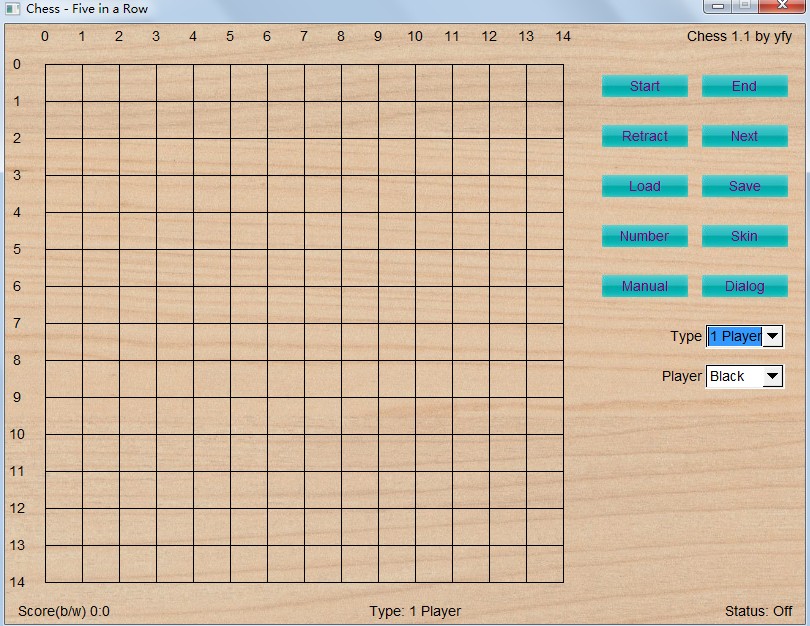 Chess - Five in a Row
0 1 2 3 4 5 6 7 8 9 10 11 12 13 14
Chess 1.1 by yfy
0
1
2
3
4
5
6
7
8
9
10
11
12
13
14
Start End
Retract Next
Load Save
Number Skin
Manual Dialog
Type 1 Player
Player Black
Score(b/w) 0:0
Type: 1 Player
Status: Off